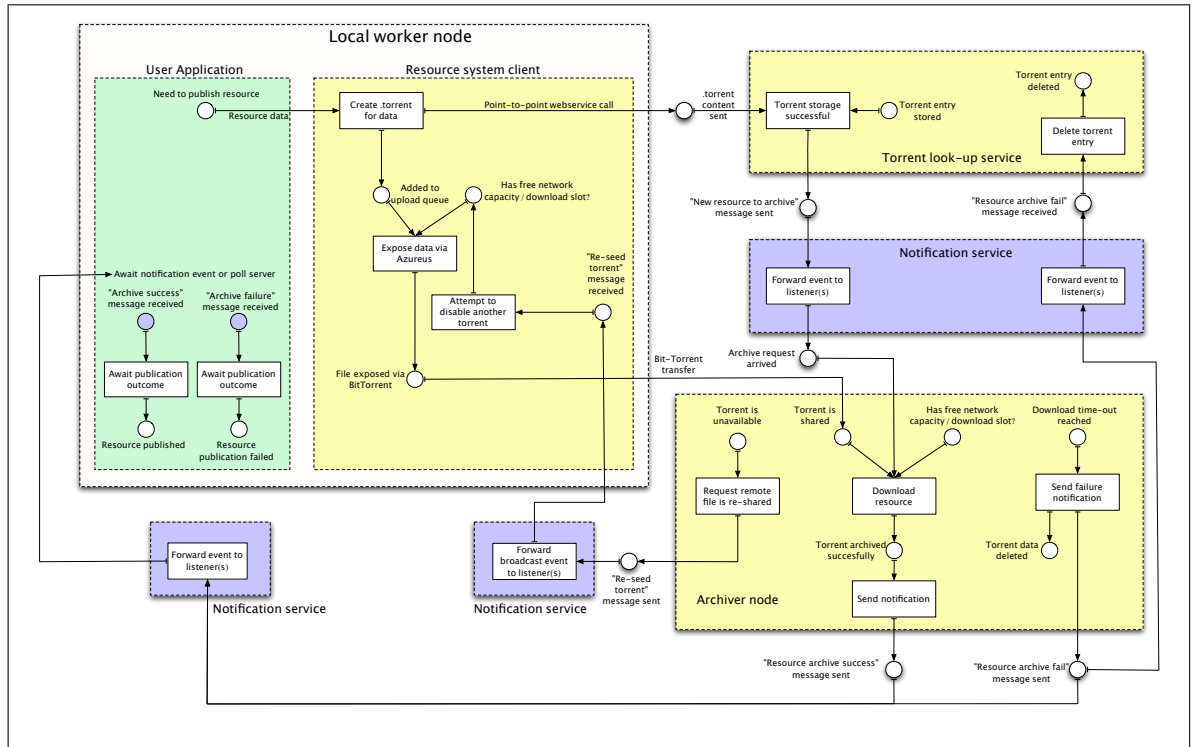 Local worker node
User Application
Resource system client
Need to publish resource
Resource data
Create .torrent
for data
Point-to-point webservice call
.torrent
content
sent
Torrent storage
successful
Torrent entry
stored
Torrent entry
deleted
Delete torrent
entry
Torrent look-up service
Added to
upload queue
Has free network
capacity / download slot?
"New resource to archive"
message sent
"Resource archive fail"
message received
Expose data via
Azureus
"Re-seed
torrent"
message
received
Notification service
Forward event to
listener(s)
Forward event to
listener(s)
Await notification event or poll server
"Archive success"
message received
"Archive failure"
message received
Attempt to
disable another
torrent
Await publication
outcome
Await publication
outcome
File exposed via
BitTorrent
Bit-Torrent
transfer
Archive request
arrived
Resource published
Resource
publication failed
Torrent is
unavailable
Torrent is
shared
Has free network
capacity / download slot?
Download time-out
reached
Request remote
file is re-shared
Download
resource
Send failure
notification
Torrent archived
succesfully
Torrent data
deleted
Send notification
Archiver node
Forward event to
listener(s)
Notification service
Forward
broadcast event
to listener(s)
Notification service
"Re-seed
torrent"
message sent
"Resource archive success"
message sent
"Resource archive fail"
message sent